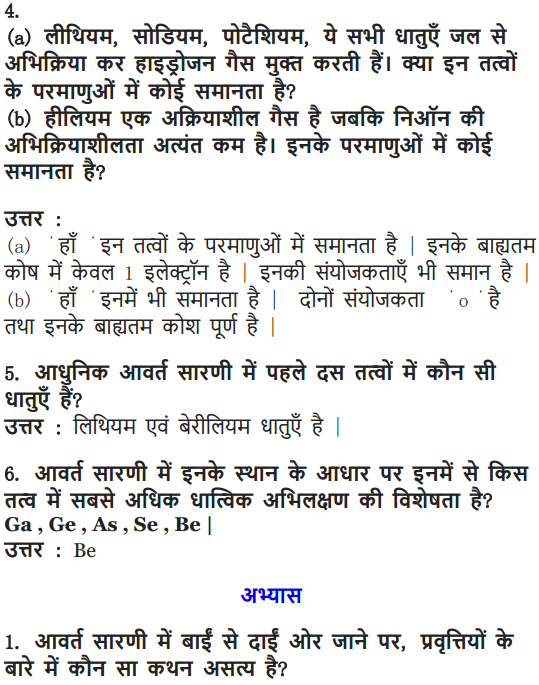 4.
(a) लीथियम, सोडियम, पोटैशियम, ये सभी धातुएँ जल से
अभिक्रिया कर हाइड्रोजन गैस मुक्त करती हैं। क्या इन तत्वों
के परमाणुओं में कोई समानता है?
(b) हीलियम एक अक्रियाशील गैस है जबकि निऑन की
अभिक्रियाशीलता अत्यंत कम है। इनके परमाणुओं में कोई
समानता है?
उत्तर :
(a) 'हाँ 'इन तत्वों के परमाणुओं में समानता है | इनके बाह्यतम
कोष में केवल 1 इलेक्ट्रॉन है | इनकी संयोजकताएँ भी समान है |
(b) 'हाँ 'इनमें भी समानता है | दोनों संयोजकता '0'है
तथा इनके बाह्यतम कोश पूर्ण है |
5. आधुनिक आवर्त सारणी में पहले दस तत्वों में कौन सी
धातुएँ हैं?
उत्तर : लिथियम एवं बेरीलियम धातुएँ है |
6. आवर्त सारणी में इनके स्थान के आधार पर इनमें से किस
तत्व में सबसे अधिक धात्विक अभिलक्षण की विशेषता है?
Ga , Ge , As , Se , Be |
उत्तर : Be
अभ्यास
1. आवर्त सारणी में बाईं से दाईं ओर जाने पर, प्रवृत्तियों के
बारे में कौन सा कथन असत्य है?